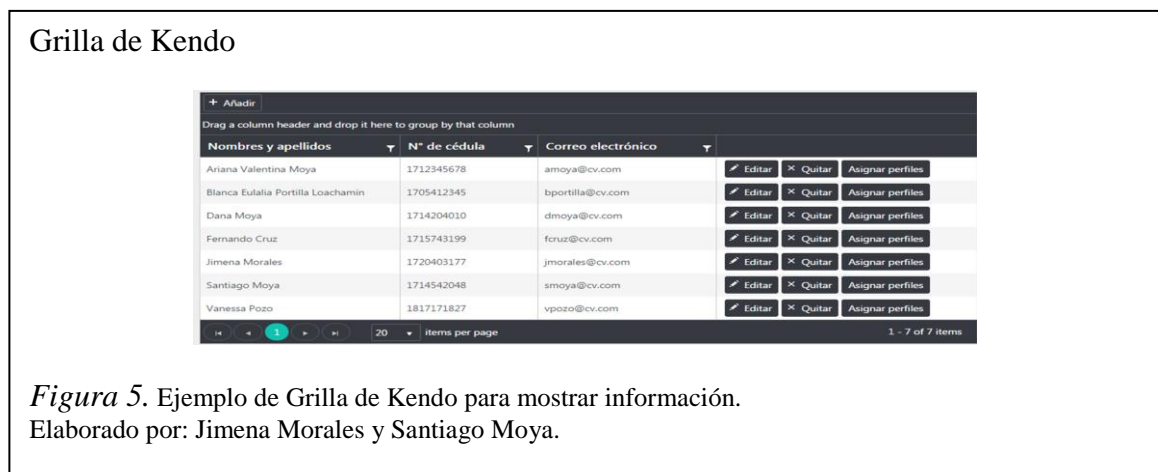 Grilla de Kendo
+ Añadir
Drag a column header and drop it here to group by that column
Nombres y apellidos N° de cédula Correo electrónico
Ariana Valentina Moya 1712345678 amoya@cv.com Editar × Quitar Asignar perfiles
Blanca Eulalia Portilla Loachamin 1705412345 bportilla@cv.com Editar × Quitar Asignar perfiles
Dana Moya 1714204010 dmoya@cv.com Editar × Quitar Asignar perfiles
Fernando Cruz 1715743199 fcruz@cv.com Editar × Quitar Asignar perfiles
Jimena Morales 1720403177 jmorales@cv.com Editar × Quitar Asignar perfiles
Santiago Moya 1714542048 smoya@cv.com Editar × Quitar Asignar perfiles
Vanessa Pozo 1817171827 vpozo@cv.com Editar × Quitar Asignar perfiles
1 20 items per page 1 - 7 of 7 items
Figura 5. Ejemplo de Grilla de Kendo para mostrar información.
Elaborado por: Jimena Morales y Santiago Moya.